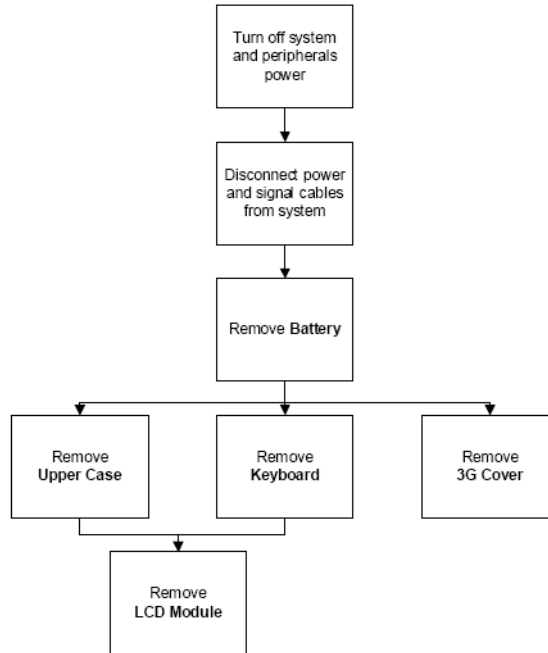 Turn off system
and peripherals
power
Disconnect power
and signal cables
from system
Remove Battery
Remove
Upper Case
Remove
Keyboard
Remove
3G Cover
Remove
LCD Module